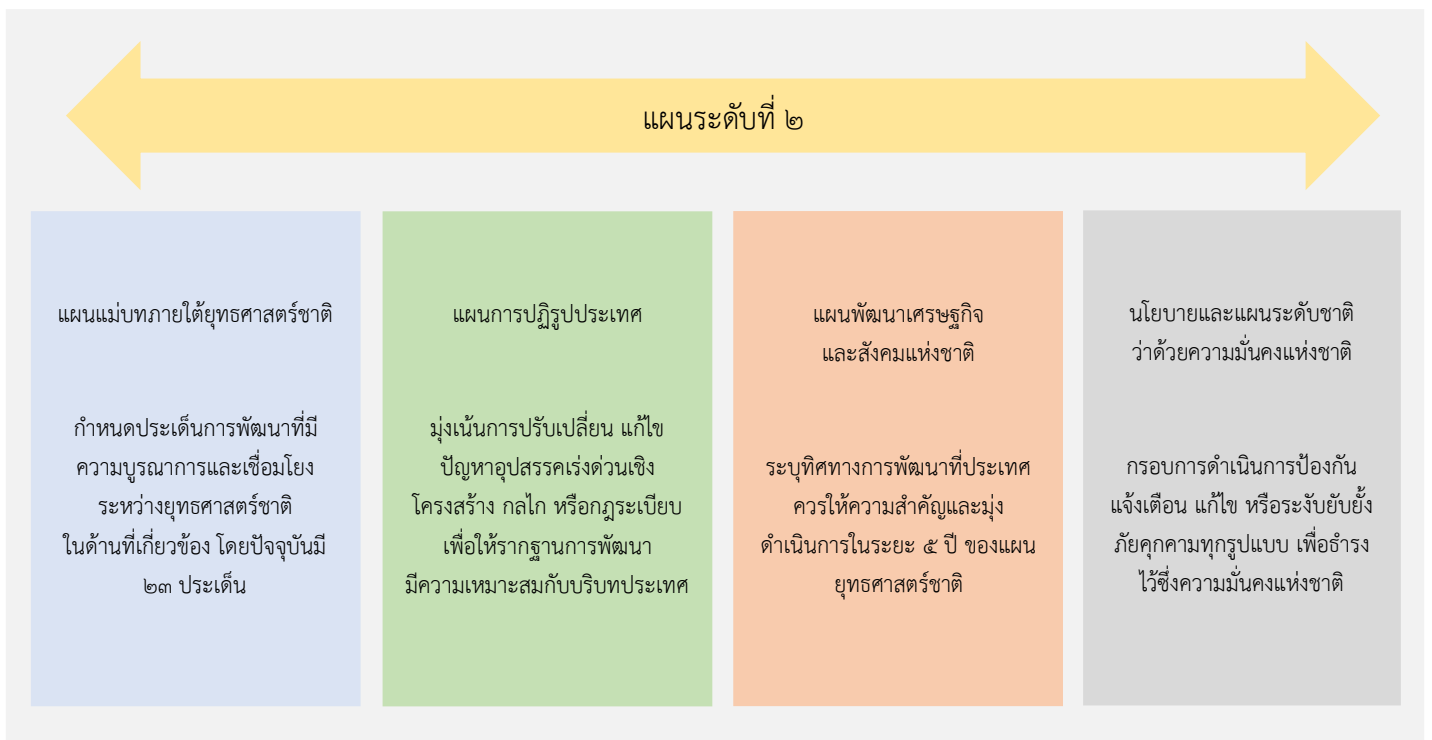 แผนระดับที่ ๒
แผนแม่บทภายใต้ยุทธศาสตร์ชาติ
กำหนดประเด็นการพัฒนาที่มี
ความบูรณาการและเชื่อมโยง
ระหว่างยุทธศาสตร์ชาติ
ในด้านที่เกี่ยวข้อง โดยปัจจุบันมี
๒๓ ประเด็น
แผนการปฏิรูปประเทศ
มุ่งเน้นการปรับเปลี่ยน แก้ไข
ปัญหาอุปสรรคเร่งด่วนเชิง
โครงสร้าง กลไก หรือกฎระเบียบ
เพื่อให้รากฐานการพัฒนา
มีความเหมาะสมกับบริบทประเทศ
แผนพัฒนาเศรษฐกิจ
และสังคมแห่งชาติ
ระบุทิศทางการพัฒนาที่ประเทศ
ควรให้ความสำคัญและมุ่ง
ดำเนินการในระยะ ๕ ปี ของแผน
ยุทธศาสตร์ชาติ
นโยบายและแผนระดับชาติ
ว่าด้วยความมั่นคงแห่งชาติ
กรอบการดำเนินการป้องกัน
แจ้งเตือน แก้ไข หรือระงับยับยั้ง
ภัยคุกคามทุกรูปแบบ เพื่อธำรง
ไว้ซึ่งความมั่นคงแห่งชาติ